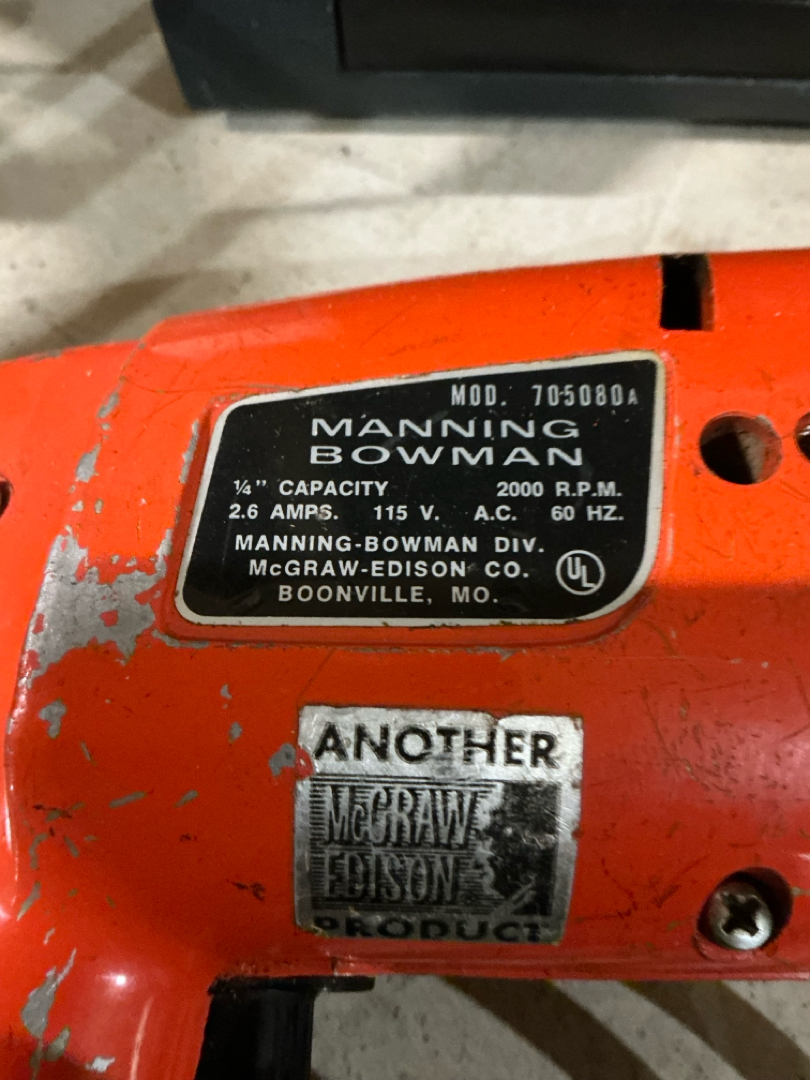 MOD. 705080A
MANNING
BOWMAN
¼" CAPACITY 2000 R.P.M.
2.6 AMPS. 115 V. A.C. 60 HZ.
MANNING-BOWMAN DIV.
McGRAW-EDISON CO.
BOONVILLE, MO.
UL
ANOTHER
McGRAW
EDISON
PRODUCT